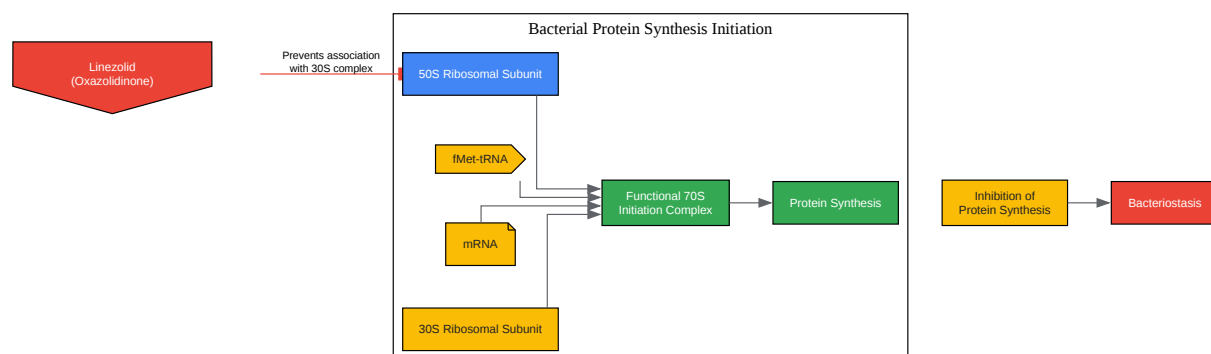 Bacterial Protein Synthesis Initiation
Linezolid
(Oxazolidinone)
Prevents association
with 30S complex
50S Ribosomal Subunit
fMet-tRNA
Functional 70S
Initiation Complex
Protein Synthesis
Inhibition of
Protein Synthesis
Bacteriostasis
mRNA
30S Ribosomal Subunit